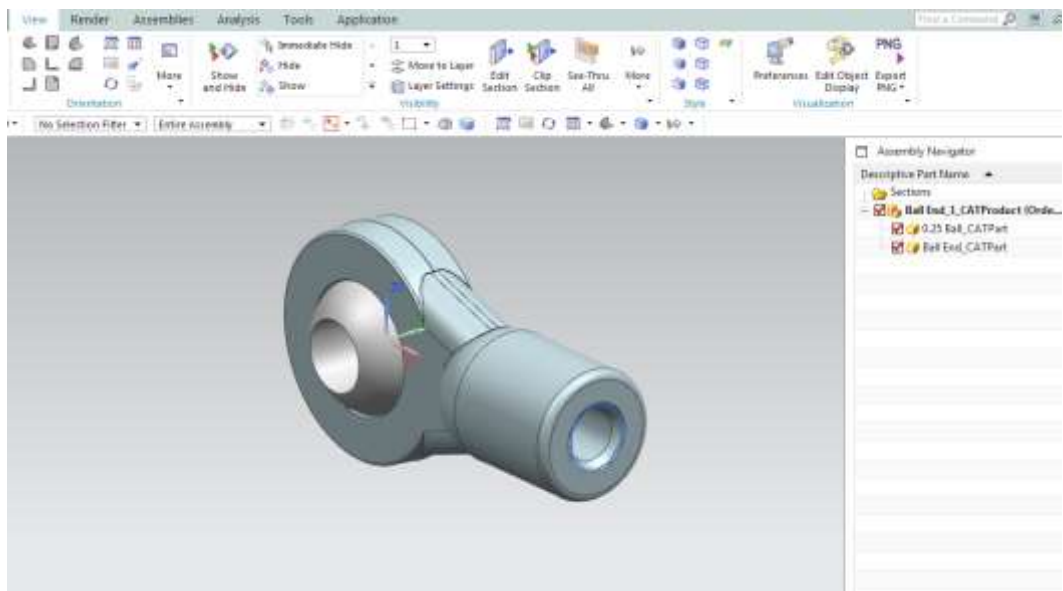 View Render Assemblies Analysis Tools Application
Find a Command
Immediate Hide
Hide
Show
More
Show and Hide
1
Move to Layer
Layer Settings
Edit Section
Clip Section
See-Thru All
More
Preferences
Edit Object Display
PNG
Export PNG
Orientation
Visibility
Style
Visualization
No Selection Filter
Entire Assembly
Assembly Navigator
Descriptive Part Name
Sections
Ball End_1_CATProduct (Orde...
0.25 Ball_CATPart
Ball End_CATPart